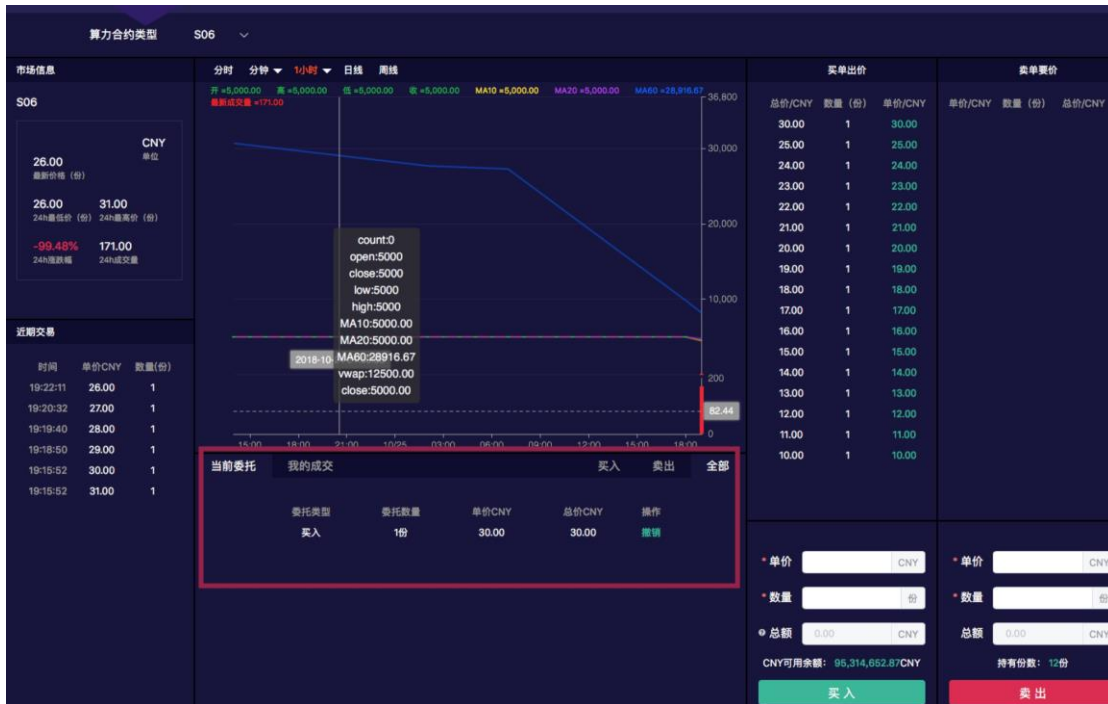 算力合约类型 S06
市场信息
S06
CNY
单位
26.00
最新价格（份）
26.00 31.00
24h最低价（份） 24h最高价（份）
-99.48% 171.00
24h涨跌幅 24h成交量
近期交易
时间 单价CNY 数量(份)
19:22:11 26.00 1
19:20:32 27.00 1
19:19:40 28.00 1
19:18:50 29.00 1
19:15:52 30.00 1
19:15:52 31.00 1
分时 分钟 1小时 日线 周线
开 =5,000.00 高 =5,000.00 低 =5,000.00 收 =5,000.00 MA10 =5,000.00 MA20 =5,000.00 MA60 =28,916.67
最新成交量 =171.00
36,800
30,000
20,000
10,000
200
82.44
0
count:0
open:5000
close:5000
low:5000
high:5000
MA10:5000.00
MA20:5000.00
MA60:28916.67
vwap:12500.00
close:5000.00
2018-10-
15:00 18:00 21:00 10/25 03:00 06:00 09:00 12:00 15:00 18:00
当前委托 我的成交 买入 卖出 全部
委托类型 委托数量 单价CNY 总价CNY 操作
买入 1份 30.00 30.00 撤销
买单出价
总价/CNY 数量（份） 单价/CNY
30.00 1 30.00
25.00 1 25.00
24.00 1 24.00
23.00 1 23.00
22.00 1 22.00
21.00 1 21.00
20.00 1 20.00
19.00 1 19.00
18.00 1 18.00
17.00 1 17.00
16.00 1 16.00
15.00 1 15.00
14.00 1 14.00
13.00 1 13.00
12.00 1 12.00
11.00 1 11.00
10.00 1 10.00
* 单价 CNY
* 数量 份
总额 0.00 CNY
CNY可用余额： 95,314,652.87CNY
买入
卖单要价
单价/CNY 数量（份） 总价/CNY
* 单价 CNY
* 数量 份
总额 0.00 CNY
持有份数： 12份
卖出